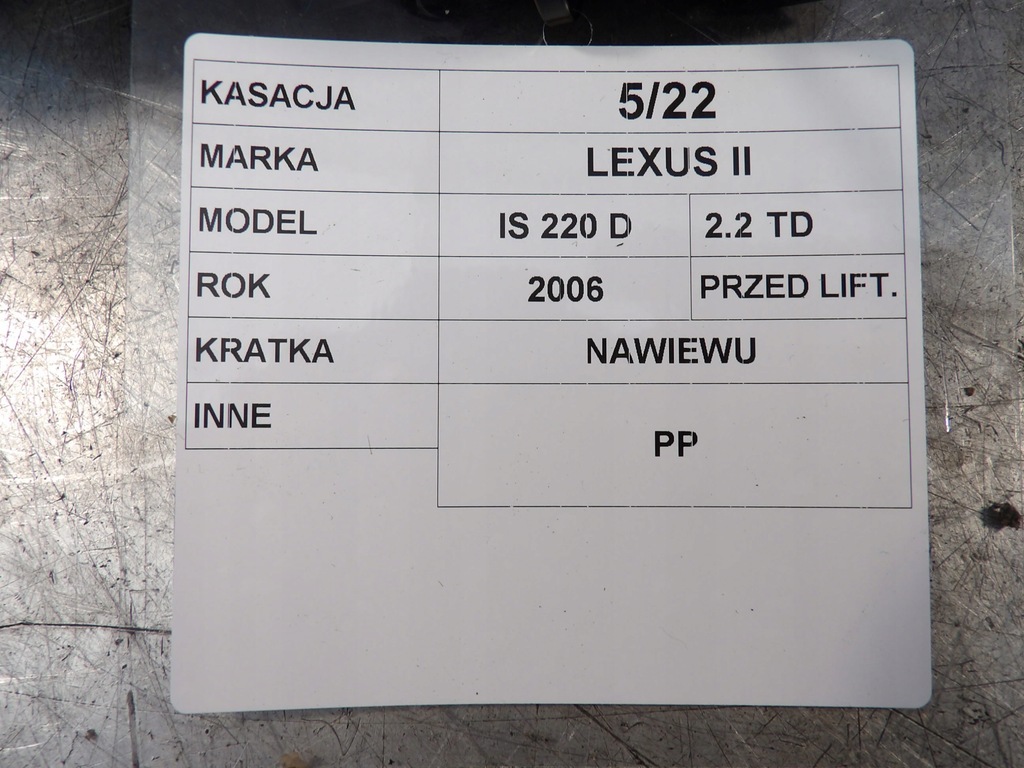 KASACJA 5/22
MARKA LEXUS II
MODEL IS 220 D 2.2 TD
ROK 2006 PRZED LIFT.
KRATKA NAWIEWU
INNE PP